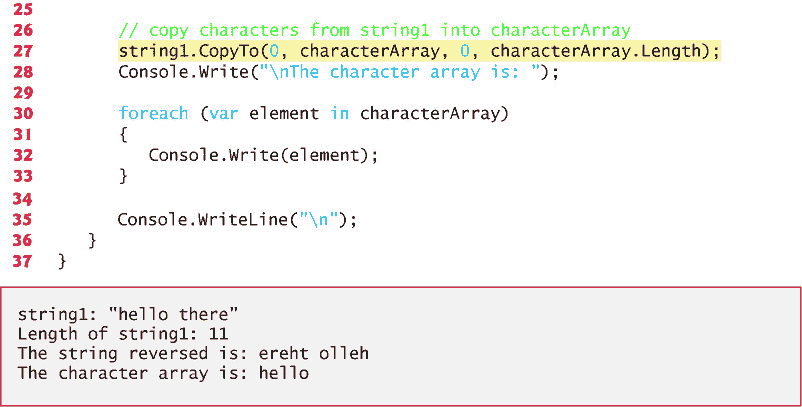 25
26 // copy characters from string1 into characterArray
27 string1.CopyTo(0, characterArray, 0, characterArray.Length);
28 Console.Write("\nThe character array is: ");
29
30 foreach (var element in characterArray)
31 {
32 Console.Write(element);
33 }
34
35 Console.WriteLine("\n");
36 }
37 }
string1: "hello there"
Length of string1: 11
The string reversed is: ereht olleh
The character array is: hello